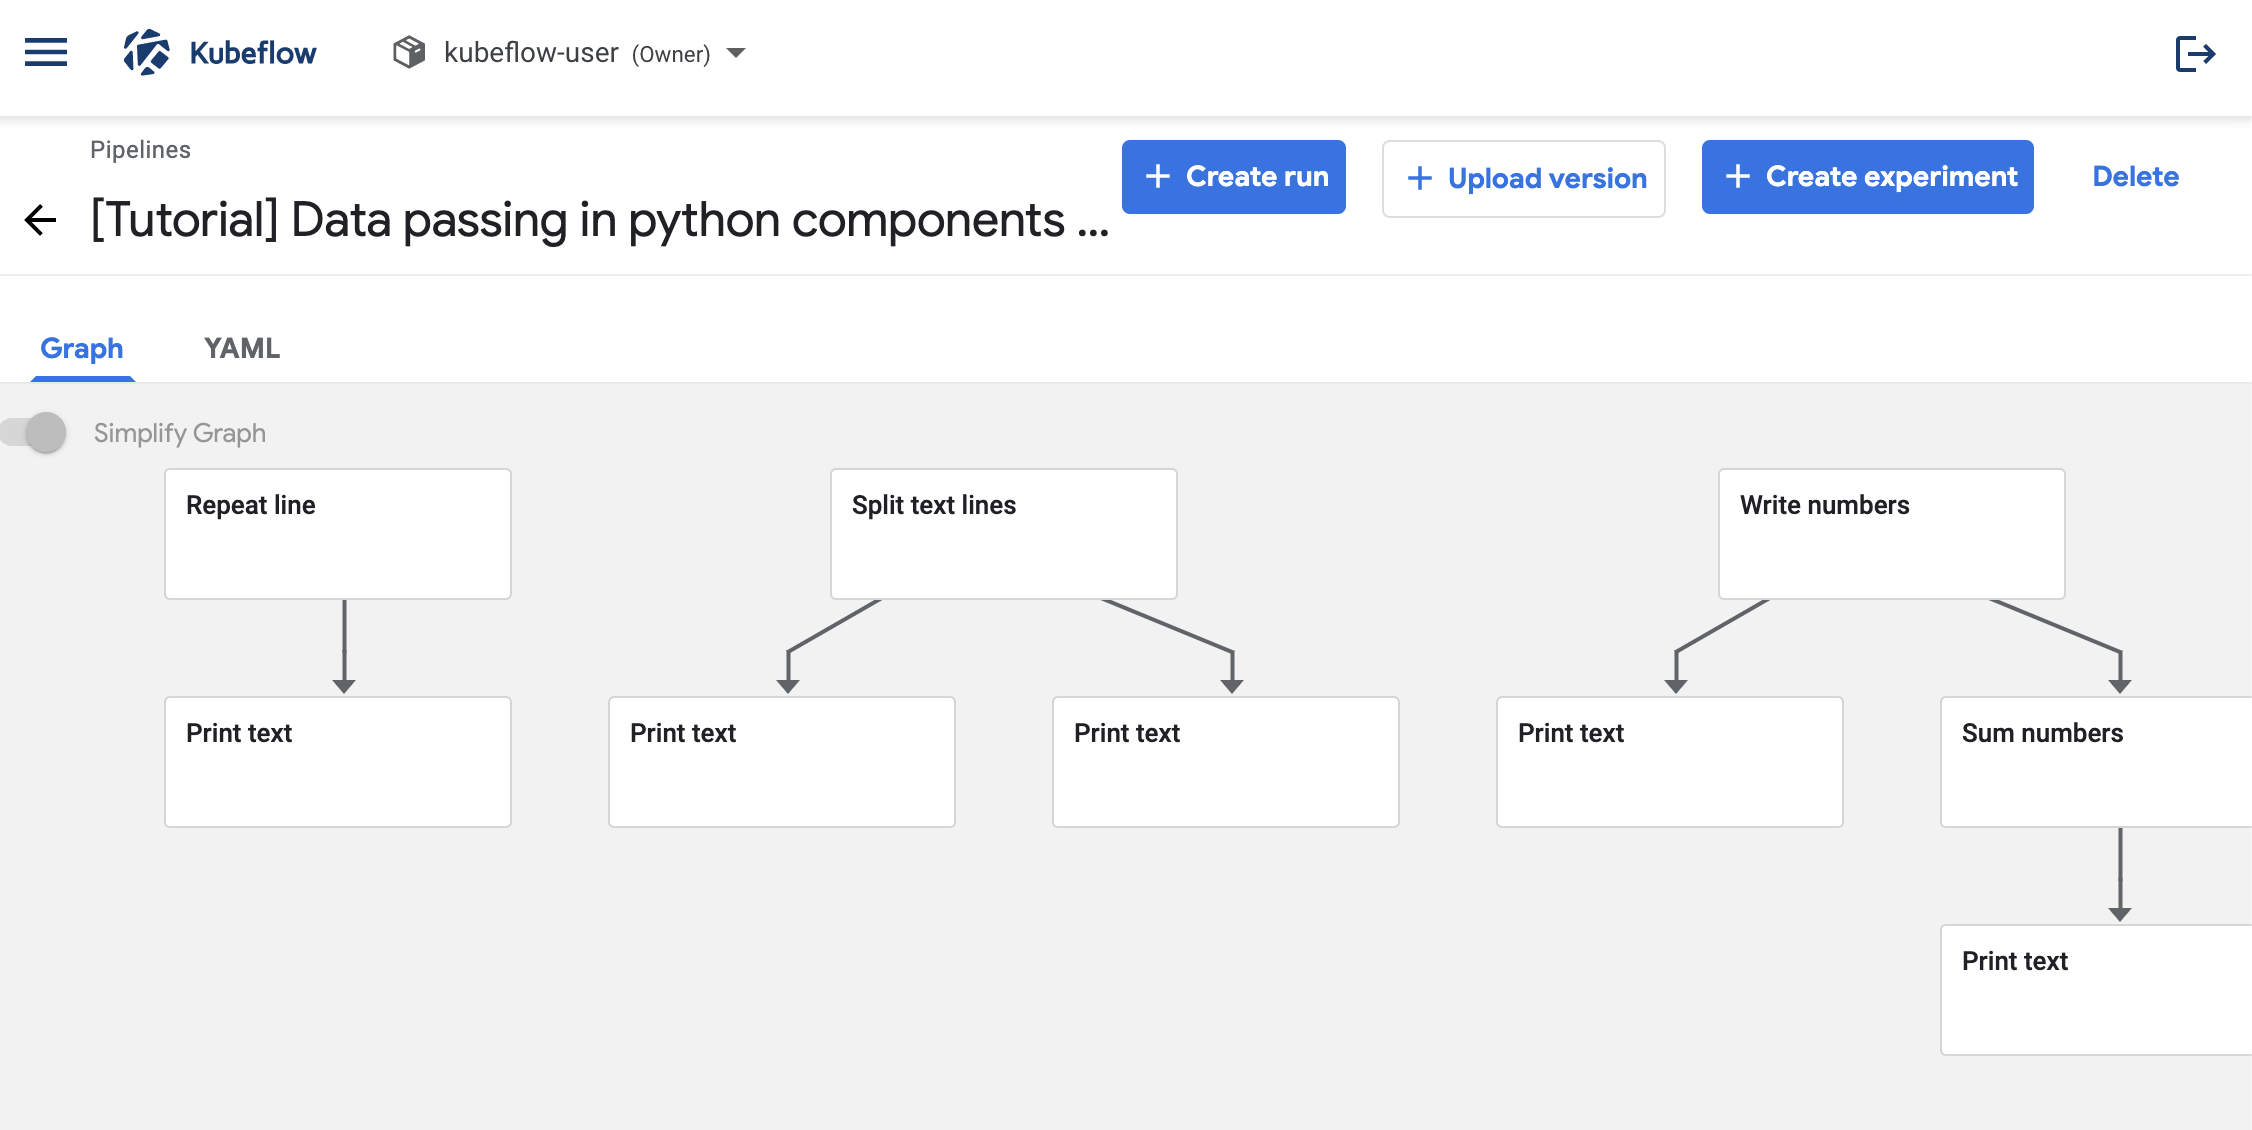 Kubeflow
kubeflow-user (Owner)
Pipelines
[Tutorial] Data passing in python components ...
+ Create run
+ Upload version
+ Create experiment
Delete
Graph
YAML
Simplify Graph
Repeat line
Split text lines
Write numbers
Print text
Print text
Print text
Print text
Sum numbers
Print text